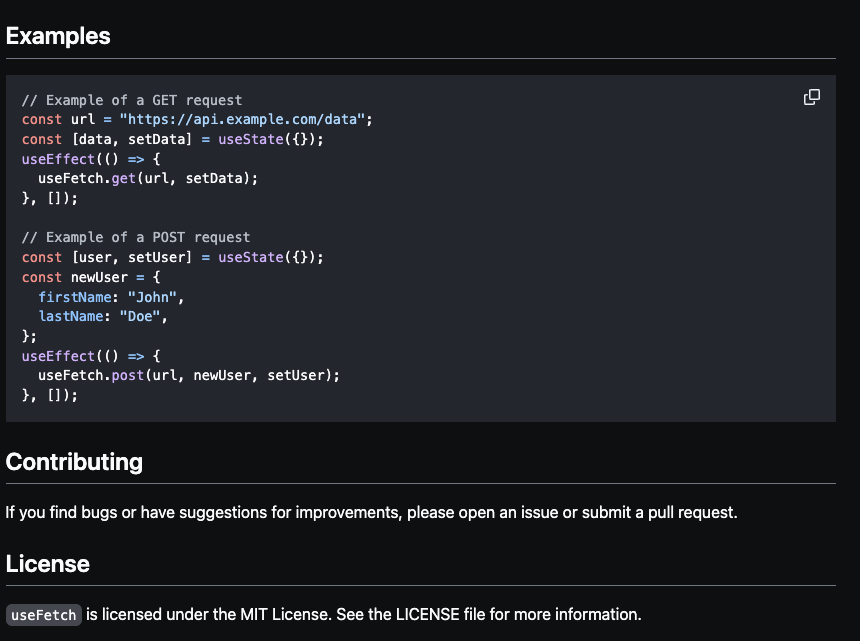 Examples
// Example of a GET request
const url = "https://api.example.com/data";
const [data, setData] = useState({});
useEffect(() => {
  useFetch.get(url, setData);
}, []);
// Example of a POST request
const [user, setUser] = useState({});
const newUser = {
  firstName: "John",
  lastName: "Doe",
};
useEffect(() => {
  useFetch.post(url, newUser, setUser);
}, []);
Contributing
If you find bugs or have suggestions for improvements, please open an issue or submit a pull request.
License
useFetch is licensed under the MIT License. See the LICENSE file for more information.